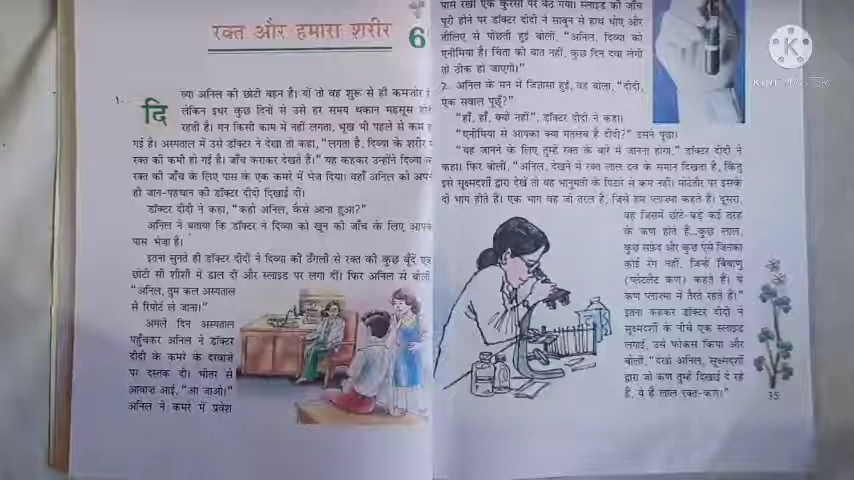 रक्त और हमारा शरीर
6
1.
दिव्या अनिल की छोटी बहन है। यों तो वह शुरू से ही कमजोर
लेकिन इधर कुछ दिनों से उसे हर समय थकान महसूस
रहती है। मन किसी काम में नहीं लगता, भूख भी पहले से कम
गई है। अस्पताल में उसे डॉक्टर ने देखा तो कहा, "लगता है, दिव्या के शरीर
रक्त की कमी हो गई है। जाँच कराकर देखते हैं।" यह कहकर उन्होंने दिव्या
रक्त की जाँच के लिए पास के एक कमरे में भेज दिया। वहाँ अनिल को
ही जान-पहचान की डॉक्टर दीदी दिखाई दीं।
डॉक्टर दीदी ने कहा, "कहो अनिल, कैसे आना हुआ?"
अनिल ने बताया कि डॉक्टर ने दिव्या को खून की जाँच के लिए आपके
पास भेजा है।
इतना सुनते ही डॉक्टर दीदी ने दिव्या की उँगली से रक्त की कुछ बूँदें
छोटी सी शीशी में डाल दीं और स्लाइड पर लगा दीं। फिर अनिल से बोलीं
"अनिल, तुम कल अस्पताल
से रिपोर्ट ले जाना।"
अगले दिन अस्पताल
पहुँचकर अनिल ने डॉक्टर
दीदी के कमरे के दरवाजे
पर दस्तक दी। भीतर से
आवाज़ आई, "आ जाओ।"
अनिल ने कमरे में प्रवेश
पास रखी एक कुरसी पर बैठ गया। स्लाइड की जाँच
पूरी होने पर डॉक्टर दीदी ने साबुन से हाथ धोए और
तौलिए से पोंछती हुई बोलीं, "अनिल, दिव्या को
एनीमिया है। चिंता की बात नहीं, कुछ दिन दवा लेगी
तो ठीक हो जाएगी।"
2. अनिल के मन में जिज्ञासा हुई, वह बोला, "दीदी,
एक सवाल पूछूँ?"
"हाँ, हाँ, क्यों नहीं", डॉक्टर दीदी ने कहा।
"एनीमिया से आपका क्या मतलब है दीदी?" उसने पूछा।
"यह जानने के लिए तुम्हें रक्त के बारे में जानना होगा," डॉक्टर दीदी ने
कहा। फिर बोलीं, "अनिल, देखने में रक्त लाल द्रव के समान दिखता है, किंतु
इसे सूक्ष्मदर्शी द्वारा देखें तो यह भानुमती के पिटारे से कम नहीं। मोटेतौर पर इसके
दो भाग होते हैं। एक भाग वह जो तरल है, जिसे हम प्लाज्मा कहते हैं। दूसरा,
वह जिसमें छोटे-बड़े कई तरह
के कण होते हैं...कुछ लाल,
कुछ सफ़ेद और कुछ ऐसे जिनका
कोई रंग नहीं, जिन्हें बिंबाणु
(प्लेटलैट कण) कहते हैं। ये
कण प्लाज्मा में तैरते रहते हैं।"
इतना कहकर डॉक्टर दीदी ने
सूक्ष्मदर्शी के नीचे एक स्लाइड
लगाई, उसे फोकस किया और
बोलीं, "देखो अनिल, सूक्ष्मदर्शी
द्वारा जो कण तुम्हें दिखाई दे रहे
हैं, वे हैं लाल रक्त-कण।"
35
K
KINEMASTER